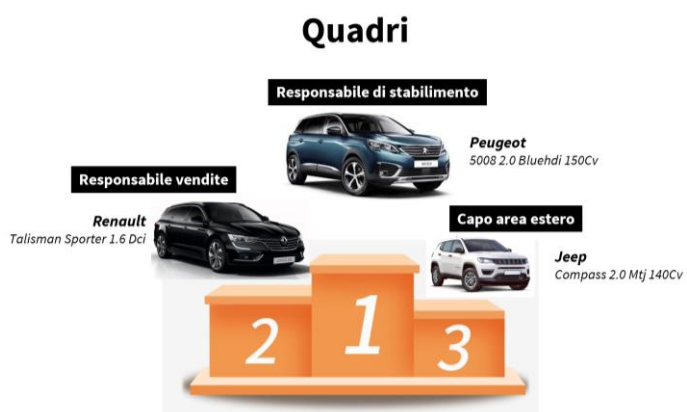 Quadri
Responsabile di stabilimento
Peugeot
5008 2.0 Bluehdi 150Cv
Responsabile vendite
Renault
Talisman Sporter 1.6 Dci
Capo area estero
Jeep
Compass 2.0 Mtj 140Cv
2
1
3